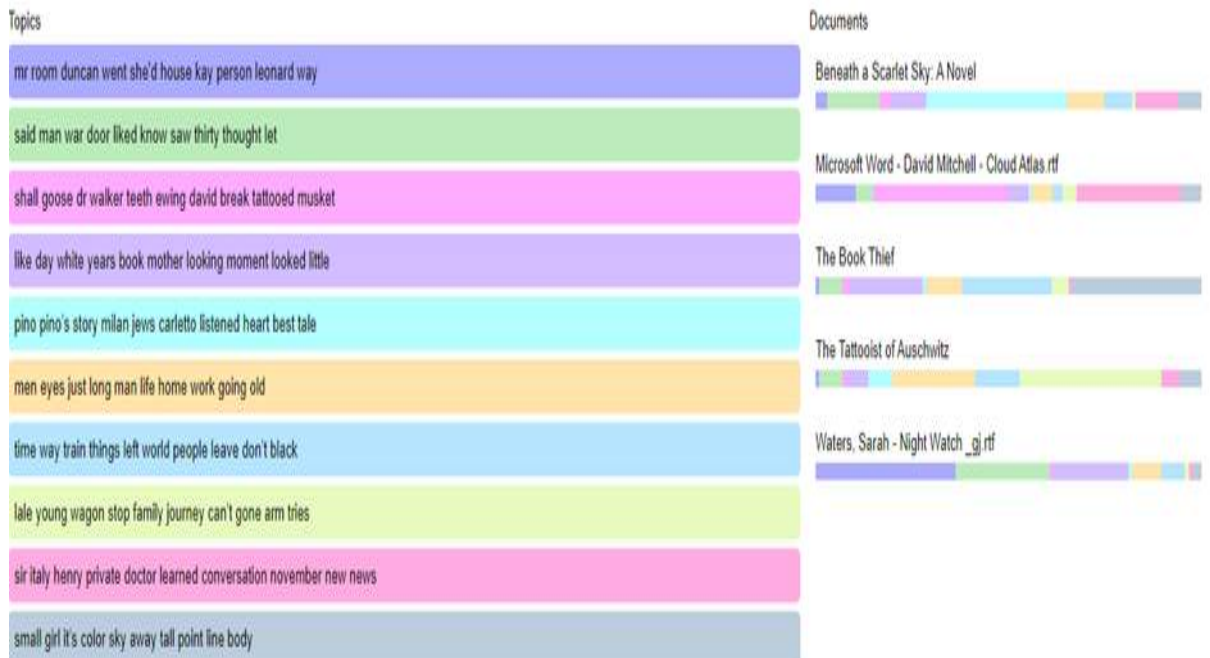 Topics
mr room duncan went she'd house kay person leonard way
said man war door liked know saw thirty thought let
shall goose dr walker teeth ewing david break tattooed musket
like day white years book mother looking moment looked little
pino pino's story milan jews carletto listened heart best tale
men eyes just long man life home work going old
time way train things left world people leave don't black
lale young wagon stop family journey can't gone arm tries
sir italy henry private doctor learned conversation november new news
small girl it's color sky away tall point line body
Documents
Beneath a Scarlet Sky: A Novel
Microsoft Word - David Mitchell - Cloud Atlas.rtf
The Book Thief
The Tattooist of Auschwitz
Waters, Sarah - Night Watch _gj.rtf